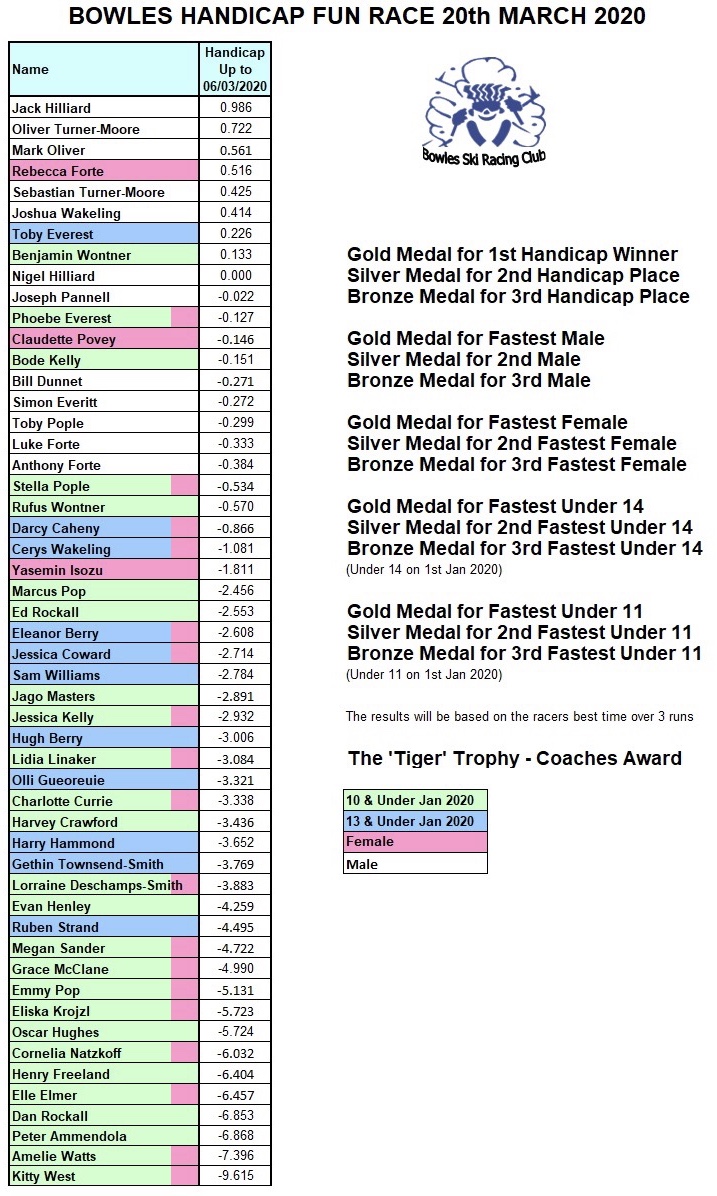 BOWLES HANDICAP FUN RACE 20th MARCH 2020
Name Handicap
Up to
06/03/2020
Jack Hilliard 0.986
Oliver Turner-Moore 0.722
Mark Oliver 0.561
Rebecca Forte 0.516
Sebastian Turner-Moore 0.425
Joshua Wakeling 0.414
Toby Everest 0.226
Benjamin Wontner 0.133
Nigel Hilliard 0.000
Joseph Pannell -0.022
Phoebe Everest -0.127
Claudette Povey -0.146
Bode Kelly -0.151
Bill Dunnet -0.271
Simon Everitt -0.272
Toby Pople -0.299
Luke Forte -0.333
Anthony Forte -0.384
Stella Pople -0.534
Rufus Wontner -0.570
Darcy Caheny -0.866
Cerys Wakeling -1.081
Yasemin Isozu -1.811
Marcus Pop -2.456
Ed Rockall -2.553
Eleanor Berry -2.608
Jessica Coward -2.714
Sam Williams -2.784
Jago Masters -2.891
Jessica Kelly -2.932
Hugh Berry -3.006
Lidia Linaker -3.084
Olli Gueoreuie -3.321
Charlotte Currie -3.338
Harvey Crawford -3.436
Harry Hammond -3.652
Gethin Townsend-Smith -3.769
Lorraine Deschamps-Smith -3.883
Evan Henley -4.259
Ruben Strand -4.495
Megan Sander -4.722
Grace McClane -4.990
Emmy Pop -5.131
Eliska Krojzl -5.723
Oscar Hughes -5.724
Cornelia Natzkoff -6.032
Henry Freeland -6.404
Elle Elmer -6.457
Dan Rockall -6.853
Peter Ammendola -6.868
Amelie Watts -7.396
Kitty West -9.615
Bowles Ski Racing Club
Gold Medal for 1st Handicap Winner
Silver Medal for 2nd Handicap Place
Bronze Medal for 3rd Handicap Place
Gold Medal for Fastest Male
Silver Medal for 2nd Male
Bronze Medal for 3rd Male
Gold Medal for Fastest Female
Silver Medal for 2nd Fastest Female
Bronze Medal for 3rd Fastest Female
Gold Medal for Fastest Under 14
Silver Medal for 2nd Fastest Under 14
Bronze Medal for 3rd Fastest Under 14
(Under 14 on 1st Jan 2020)
Gold Medal for Fastest Under 11
Silver Medal for 2nd Fastest Under 11
Bronze Medal for 3rd Fastest Under 11
(Under 11 on 1st Jan 2020)
The results will be based on the racers best time over 3 runs
The 'Tiger' Trophy - Coaches Award
10 & Under Jan 2020
13 & Under Jan 2020
Female
Male